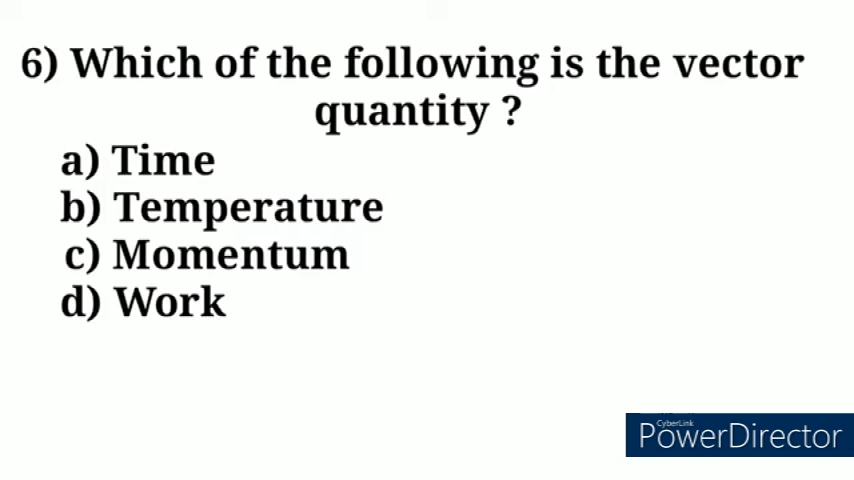 6) Which of the following is the vector
quantity ?
a) Time
b) Temperature
c) Momentum
d) Work
CyberLink
PowerDirector